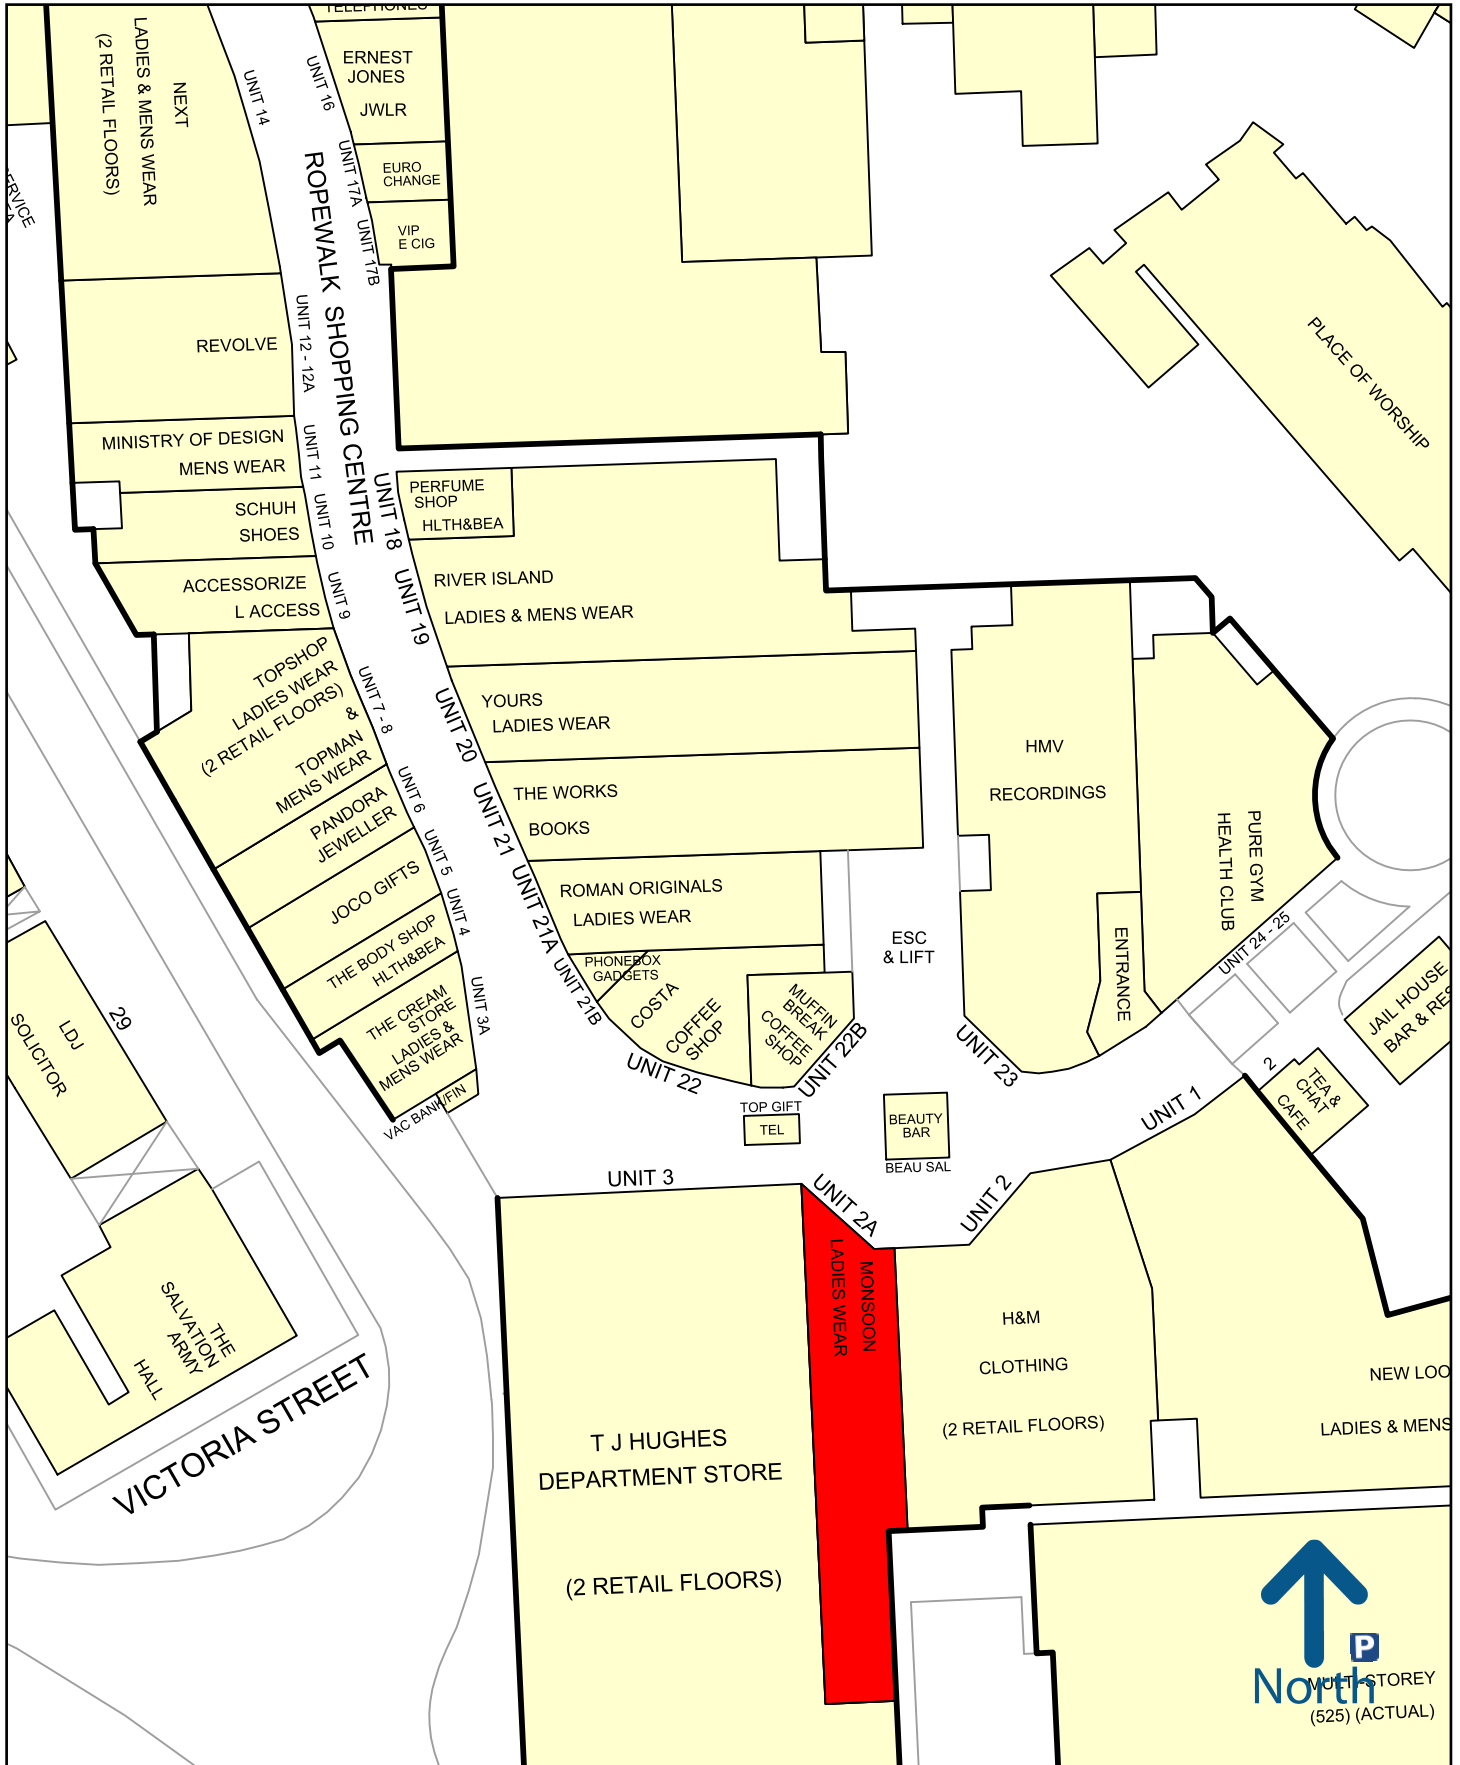 TELEPHONES
NEXT
LADIES & MENS WEAR
(2 RETAIL FLOORS)
UNIT 14
UNIT 16
ERNEST
JONES
JWLR
UNIT 17A
EURO
CHANGE
UNIT 17B
VIP
E CIG
ROPEWALK SHOPPING CENTRE
REVOLVE
UNIT 12 - 12A
MINISTRY OF DESIGN
MENS WEAR
UNIT 11
SCHUH
SHOES
UNIT 10
ACCESSORIZE
L ACCESS
UNIT 9
TOPSHOP
LADIES WEAR
(2 RETAIL FLOORS)
&
TOPMAN
MENS WEAR
UNIT 7 - 8
PANDORA
JEWELLER
UNIT 6
JOCO GIFTS
UNIT 5
THE BODY SHOP
HLTH&BEA
UNIT 4
THE CREAM
STORE
LADIES &
MENS WEAR
UNIT 3A
VAC BANK/FIN
UNIT 18
PERFUME
SHOP
HLTH&BEA
UNIT 19
RIVER ISLAND
LADIES & MENS WEAR
UNIT 20
YOURS
LADIES WEAR
UNIT 21
THE WORKS
BOOKS
UNIT 21A
ROMAN ORIGINALS
LADIES WEAR
UNIT 21B
PHONEBOX
GADGETS
COSTA
COFFEE
SHOP
UNIT 22
MUFFIN
BREAK
COFFEE
SHOP
UNIT 22B
ESC
& LIFT
HMV
RECORDINGS
UNIT 23
ENTRANCE
PURE GYM
HEALTH CLUB
UNIT 24 - 25
PLACE OF WORSHIP
JAIL HOUSE
BAR & RES
2
TEA &
CHAT
CAFE
TOP GIFT
TEL
BEAUTY
BAR
BEAU SAL
UNIT 1
UNIT 2
UNIT 2A
UNIT 3
MONSOON
LADIES WEAR
H&M
CLOTHING
(2 RETAIL FLOORS)
NEW LOO
LADIES & MENS
T J HUGHES
DEPARTMENT STORE
(2 RETAIL FLOORS)
29
LDJ
SOLICITOR
THE
SALVATION
ARMY
HALL
VICTORIA STREET
P
North
MULTI-STOREY
(525) (ACTUAL)